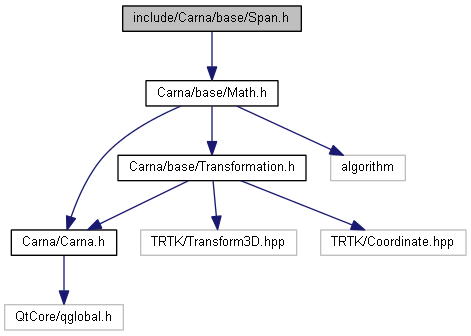 include/Carna/base/Span.h
Carna/base/Math.h
Carna/base/Transformation.h
algorithm
Carna/Carna.h
TRTK/Transform3D.hpp
TRTK/Coordinate.hpp
QtCore/qglobal.h